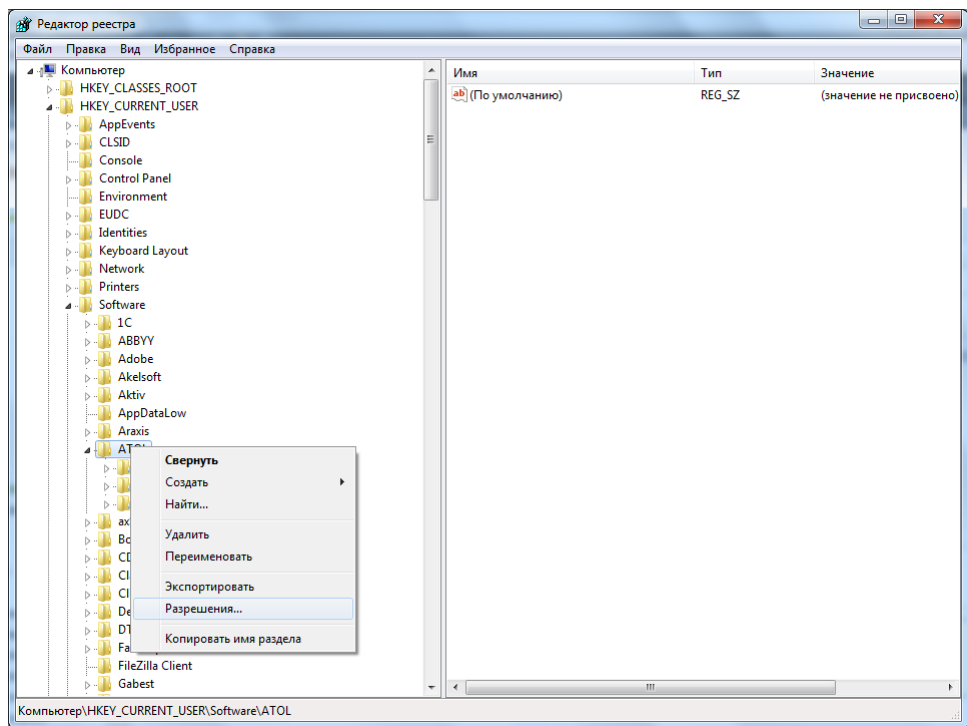 Редактор реестра
Файл Правка Вид Избранное Справка
Компьютер
HKEY_CLASSES_ROOT
HKEY_CURRENT_USER
AppEvents
CLSID
Console
Control Panel
Environment
EUDC
Identities
Keyboard Layout
Network
Printers
Software
1C
ABBYY
Adobe
Akelsoft
Aktiv
AppDataLow
Araxis
ATOL
Свернуть
Создать
Найти...
Удалить
Переименовать
Экспортировать
Разрешения...
Копировать имя раздела
FileZilla Client
Gabest
Имя Тип Значение
ab (По умолчанию) REG_SZ (значение не присвоено)
Компьютер\HKEY_CURRENT_USER\Software\ATOL